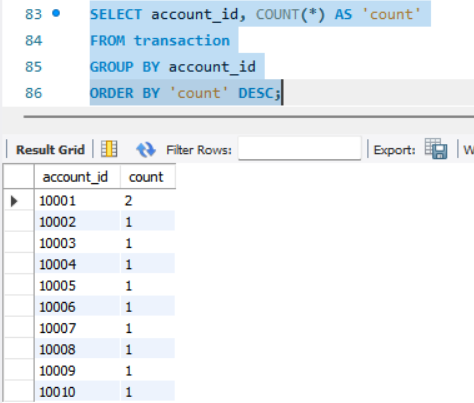 83 SELECT account_id, COUNT(*) AS 'count'
84 FROM transaction
85 GROUP BY account_id
86 ORDER BY 'count' DESC;
Result Grid Filter Rows: Export: W
account_id count
10001 2
10002 1
10003 1
10004 1
10005 1
10006 1
10007 1
10008 1
10009 1
10010 1